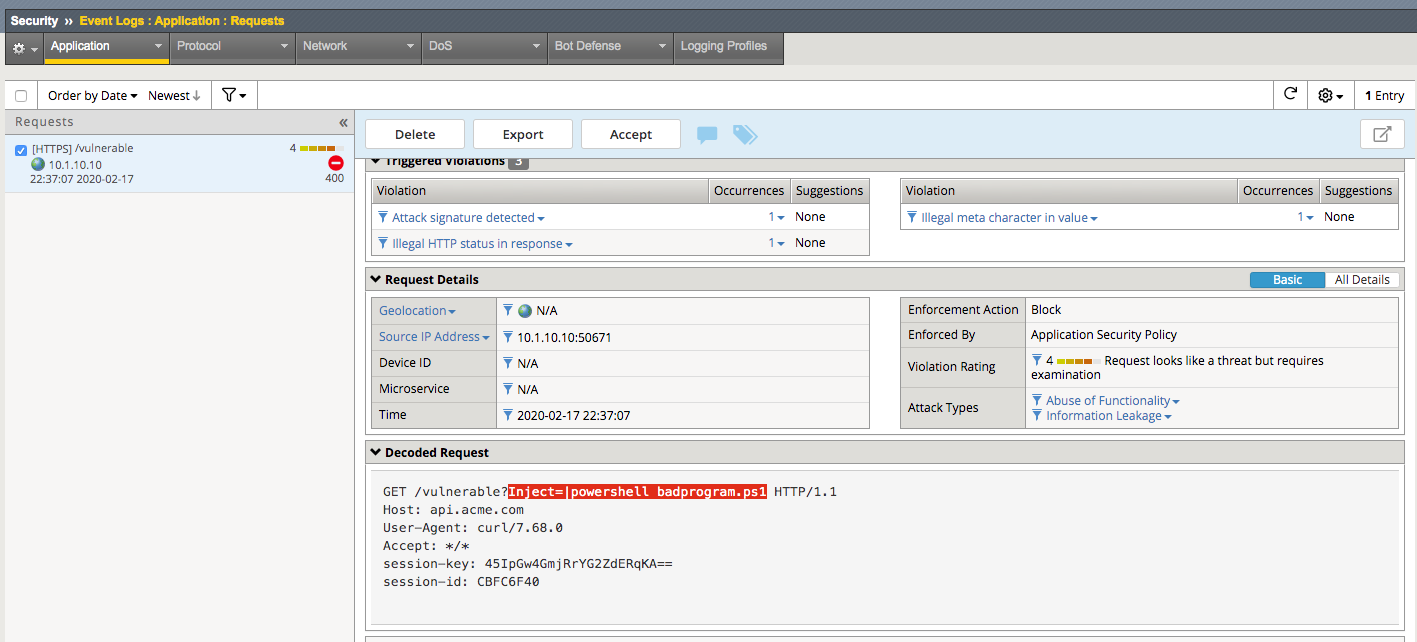 Security » Event Logs : Application : Requests
Application Protocol Network DoS Bot Defense Logging Profiles
Order by Date Newest 1 Entry
Requests «
[HTTPS] /vulnerable 4
10.1.10.10
22:37:07 2020-02-17 400
Delete Export Accept
Triggered Violations 3
Violation Occurrences Suggestions
Attack signature detected 1 None
Illegal HTTP status in response 1 None
Violation Occurrences Suggestions
Illegal meta character in value 1 None
Request Details Basic All Details
Geolocation N/A
Source IP Address 10.1.10.10:50671
Device ID N/A
Microservice N/A
Time 2020-02-17 22:37:07
Enforcement Action Block
Enforced By Application Security Policy
Violation Rating 4 Request looks like a threat but requires
examination
Attack Types Abuse of Functionality
Information Leakage
Decoded Request
GET /vulnerable?Inject=|powershell badprogram.ps1 HTTP/1.1
Host: api.acme.com
User-Agent: curl/7.68.0
Accept: */*
session-key: 45IpGw4GmjRrYG2ZdERqKA==
session-id: CBFC6F40